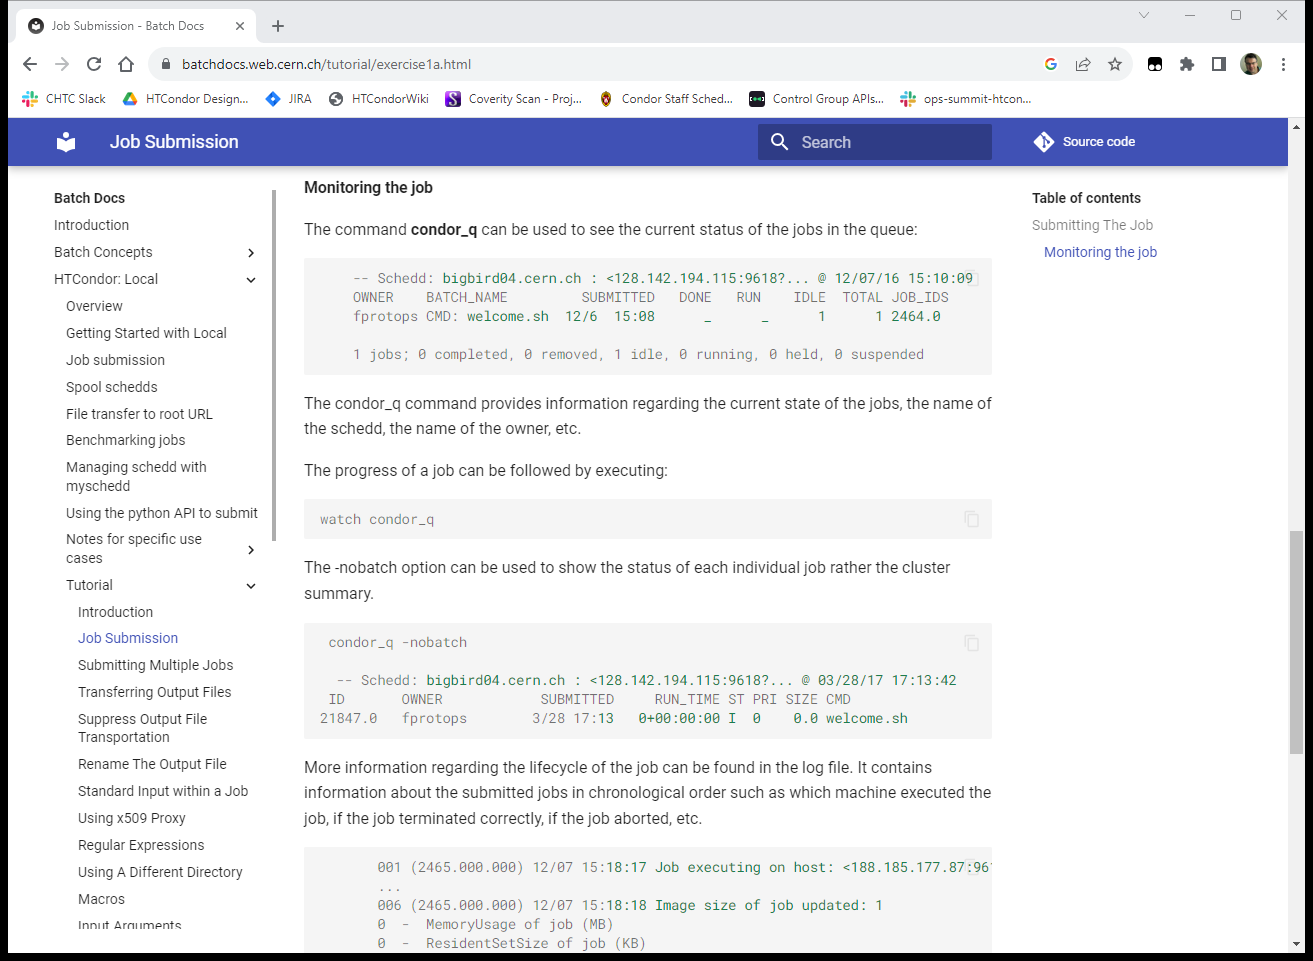 Job Submission - Batch Docs
batchdocs.web.cern.ch/tutorial/exercise1a.html
CHTC Slack
HTCondor Design...
JIRA
HTCondorWiki
Coverity Scan - Proj...
Condor Staff Sched...
Control Group APIs...
ops-summit-htcon...
Job Submission
Search
Source code
Batch Docs
Introduction
Batch Concepts
HTCondor: Local
Overview
Getting Started with Local
Job submission
Spool schedds
File transfer to root URL
Benchmarking jobs
Managing schedd with
myschedd
Using the python API to submit
Notes for specific use
cases
Tutorial
Introduction
Job Submission
Submitting Multiple Jobs
Transferring Output Files
Suppress Output File
Transportation
Rename The Output File
Standard Input within a Job
Using x509 Proxy
Regular Expressions
Using A Different Directory
Macros
Input Arguments
Monitoring the job
The command condor_q can be used to see the current status of the jobs in the queue:
-- Schedd: bigbird04.cern.ch : <128.142.194.115:9618?... @ 12/07/16 15:10:09
OWNER    BATCH_NAME         SUBMITTED   DONE   RUN    IDLE  TOTAL JOB_IDS
fprotops CMD: welcome.sh  12/6  15:08      _      _      1      1 2464.0
1 jobs; 0 completed, 0 removed, 1 idle, 0 running, 0 held, 0 suspended
The condor_q command provides information regarding the current state of the jobs, the name of
the schedd, the name of the owner, etc.
The progress of a job can be followed by executing:
watch condor_q
The -nobatch option can be used to show the status of each individual job rather the cluster
summary.
condor_q -nobatch
-- Schedd: bigbird04.cern.ch : <128.142.194.115:9618?... @ 03/28/17 17:13:42
ID       OWNER            SUBMITTED     RUN_TIME ST PRI SIZE CMD
21847.0   fprotops        3/28 17:13   0+00:00:00 I  0    0.0 welcome.sh
More information regarding the lifecycle of the job can be found in the log file. It contains
information about the submitted jobs in chronological order such as which machine executed the
job, if the job terminated correctly, if the job aborted, etc.
001 (2465.000.000) 12/07 15:18:17 Job executing on host: <188.185.177.87:961
...
006 (2465.000.000) 12/07 15:18:18 Image size of job updated: 1
0  -  MemoryUsage of job (MB)
0  -  ResidentSetSize of job (KB)
Table of contents
Submitting The Job
Monitoring the job